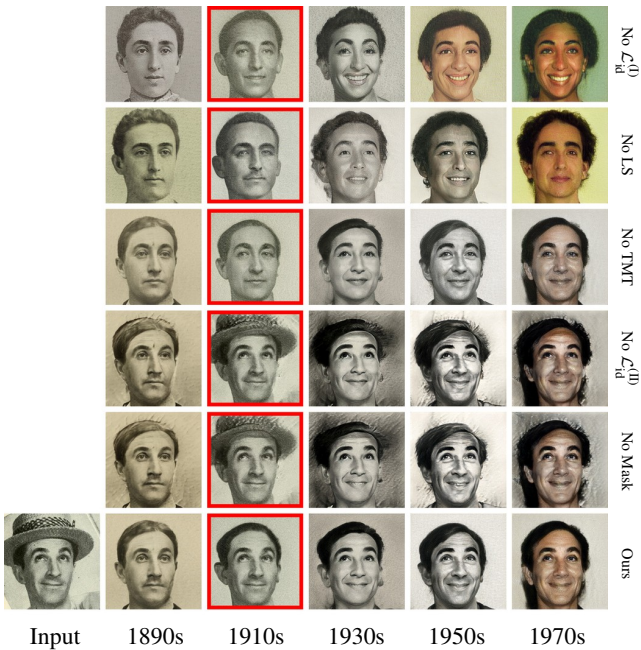 No ℒ_id^(I)
No LS
No TMT
No ℒ_id^(II)
No Mask
Ours
Input 1890s 1910s 1930s 1950s 1970s